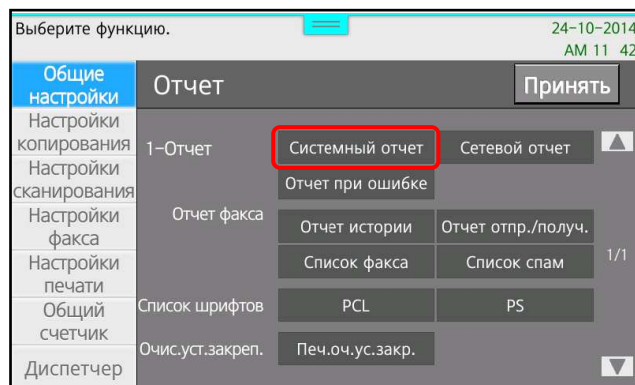 Выберите функцию.
24-10-2014
AM 11 42
Общие
настройки
Отчет
Принять
Настройки
копирования
Настройки
сканирования
Настройки
факса
Настройки
печати
Общий
счетчик
Диспетчер
1-Отчет
Системный отчет
Сетевой отчет
Отчет при ошибке
Отчет факса
Отчет истории
Отчет отпр./получ.
Список факса
Список спам
1/1
Список шрифтов
PCL
PS
Очис.уст.закреп.
Печ.оч.ус.закр.